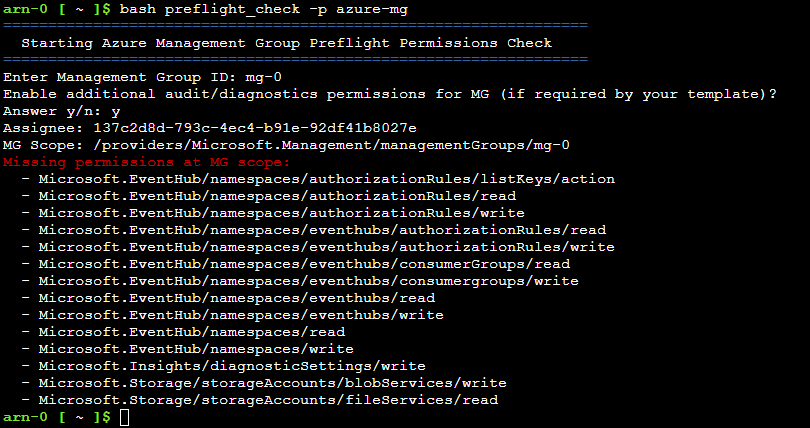 arn-0 [ ~ ]$ bash preflight_check -p azure-mg
=================================================================
  Starting Azure Management Group Preflight Permissions Check
=================================================================
Enter Management Group ID: mg-0
Enable additional audit/diagnostics permissions for MG (if required by your template)?
Answer y/n: y
Assignee: 137c2d8d-793c-4ec4-b91e-92df41b8027e
MG Scope: /providers/Microsoft.Management/managementGroups/mg-0
Missing permissions at MG scope:
  - Microsoft.EventHub/namespaces/authorizationRules/listKeys/action
  - Microsoft.EventHub/namespaces/authorizationRules/read
  - Microsoft.EventHub/namespaces/authorizationRules/write
  - Microsoft.EventHub/namespaces/eventhubs/authorizationRules/read
  - Microsoft.EventHub/namespaces/eventhubs/authorizationRules/write
  - Microsoft.EventHub/namespaces/eventhubs/consumerGroups/read
  - Microsoft.EventHub/namespaces/eventhubs/consumergroups/write
  - Microsoft.EventHub/namespaces/eventhubs/read
  - Microsoft.EventHub/namespaces/eventhubs/write
  - Microsoft.EventHub/namespaces/read
  - Microsoft.EventHub/namespaces/write
  - Microsoft.Insights/diagnosticSettings/write
  - Microsoft.Storage/storageAccounts/blobServices/write
  - Microsoft.Storage/storageAccounts/fileServices/read
arn-0 [ ~ ]$